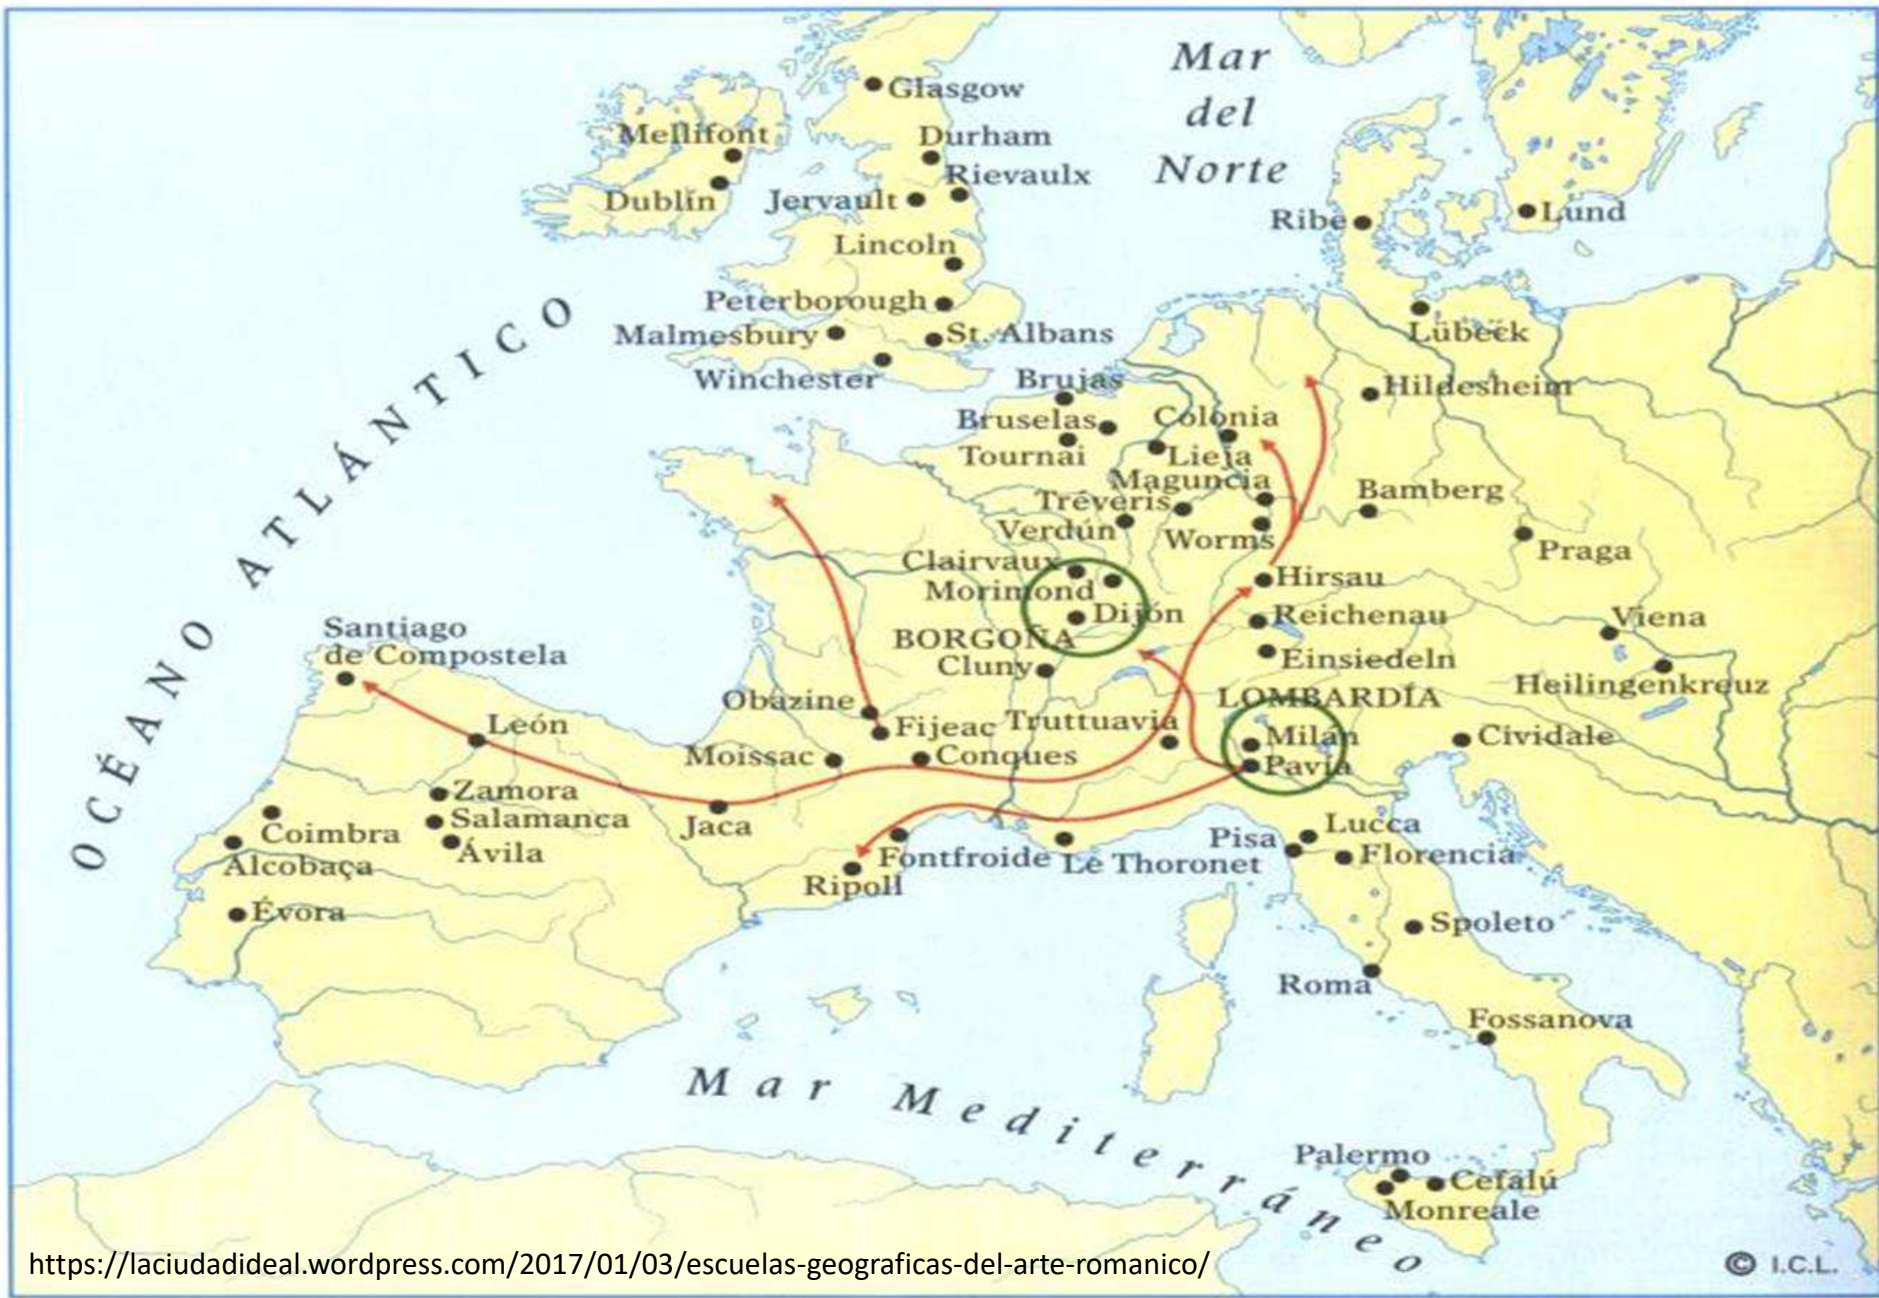 Glasgow
Mar
del
Norte
Mellifont
Durham
Rievaulx
Dublín
Jervault
Ribe
Lund
Lincoln
Peterborough
Malmesbury
St. Albans
Lübeck
Winchester
Brujas
Hildesheim
Bruselas
Colonia
Tournai
Lieja
Maguncia
Tréveris
Bamberg
Verdún
Worms
Praga
Clairvaux
Morimond
Hirsau
Dijón
Reichenau
Viena
BORGOÑA
Cluny
Einsiedeln
Heilingenkreuz
OCÉANO ATLÁNTICO
Santiago
de Compostela
LOMBARDÍA
Obazine
Fijeac
Truttuavia
León
Milán
Cividale
Moissac
Conques
Pavía
Zamora
Salamanca
Coimbra
Ávila
Jaca
Pisa
Lucca
Alcobaça
Fontfroide
Le Thoronet
Florencia
Ripoll
Évora
Spoleto
Roma
Fossanova
Mar Mediterráneo
Palermo
Cefalú
Monreale
https://laciudadideal.wordpress.com/2017/01/03/escuelas-geograficas-del-arte-romanico/
© I.C.L.